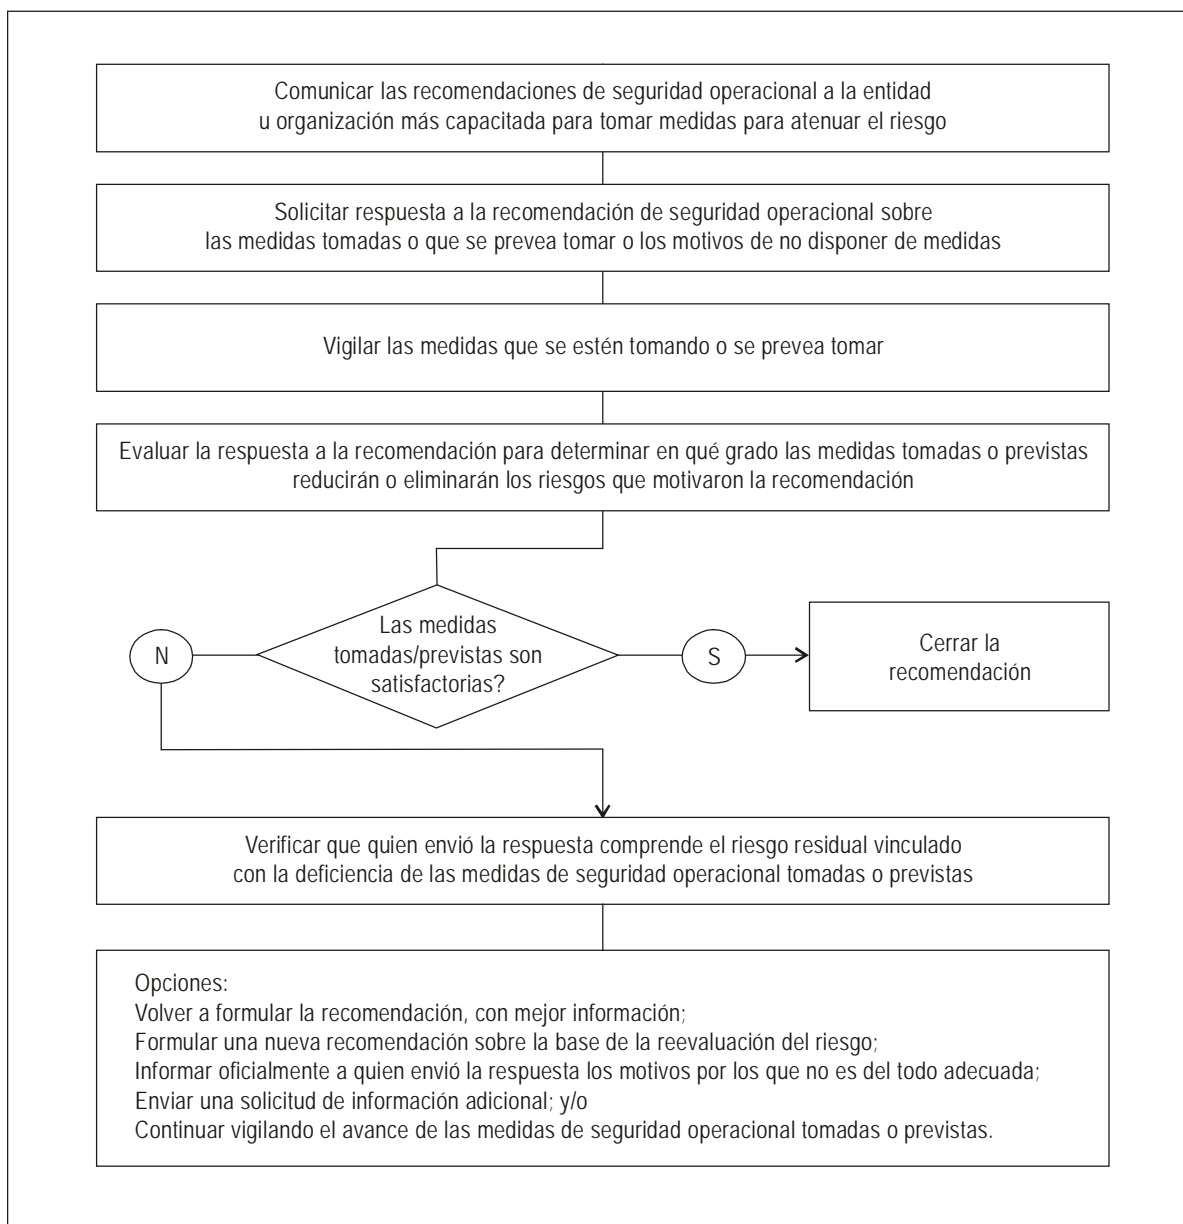 Comunicar las recomendaciones de seguridad operacional a la entidad
u organización más capacitada para tomar medidas para atenuar el riesgo
Solicitar respuesta a la recomendación de seguridad operacional sobre
las medidas tomadas o que se prevea tomar o los motivos de no disponer de medidas
Vigilar las medidas que se estén tomando o se prevea tomar
Evaluar la respuesta a la recomendación para determinar en qué grado las medidas tomadas o previstas
reducirán o eliminarán los riesgos que motivaron la recomendación
N
Las medidas
tomadas/previstas son
satisfactorias?
S
Cerrar la
recomendación
Verificar que quien envió la respuesta comprende el riesgo residual vinculado
con la deficiencia de las medidas de seguridad operacional tomadas o previstas
Opciones:
Volver a formular la recomendación, con mejor información;
Formular una nueva recomendación sobre la base de la reevaluación del riesgo;
Informar oficialmente a quien envió la respuesta los motivos por los que no es del todo adecuada;
Enviar una solicitud de información adicional; y/o
Continuar vigilando el avance de las medidas de seguridad operacional tomadas o previstas.